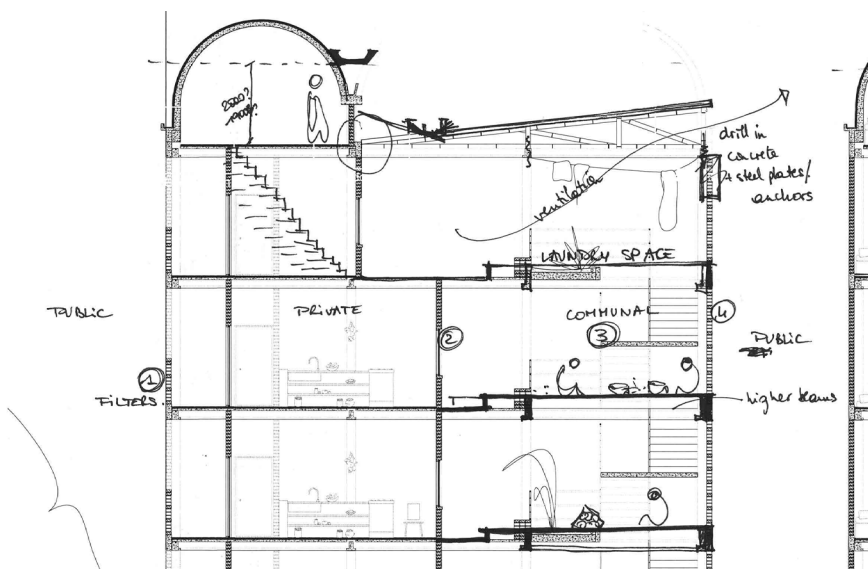 2500?
1900?
drill in
concrete
steel plates/
anchors
ventilation
LAUNDRY SPACE
PUBLIC
PRIVATE
COMMUNAL
4
2
3
PUBLIC
1
FILTERS.
higher beams